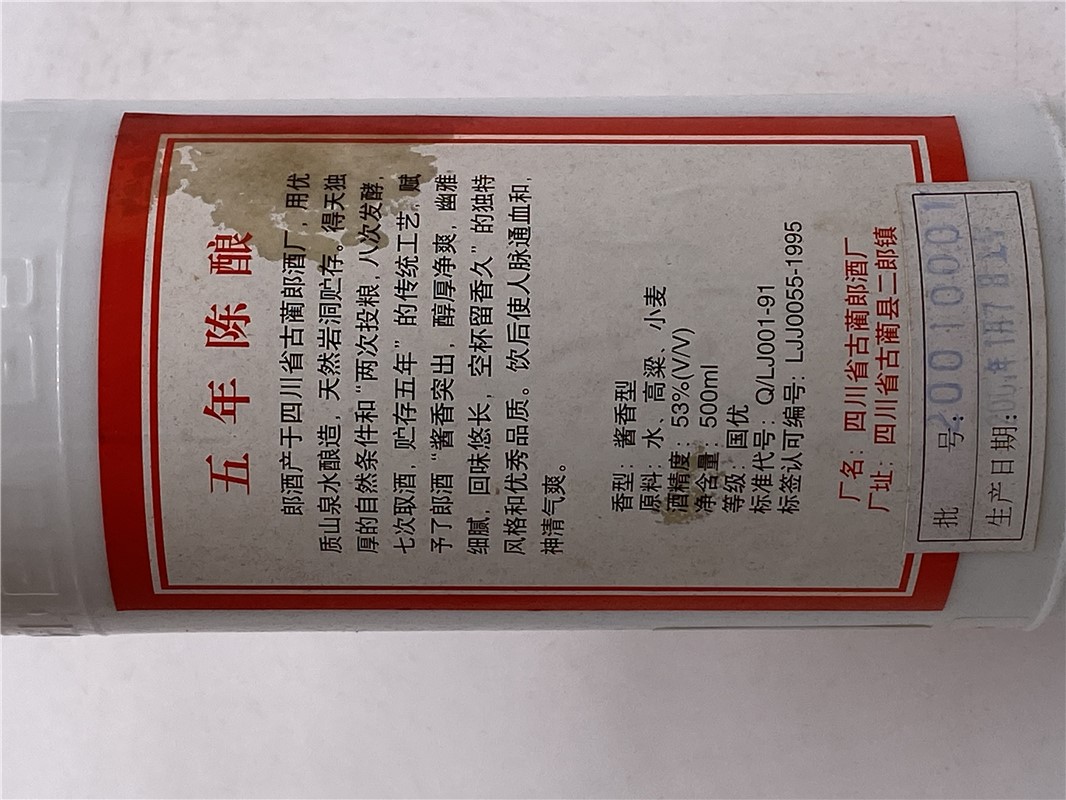 五年陈酿
郎酒产于四川省古蔺郎酒厂，用优
质山泉水酿造，天然岩洞贮存。得天独
厚的自然条件和“两次投粮，八次发酵，
七次取酒，贮存五年”的传统工艺，赋
予了郎酒“酱香突出，醇厚净爽，幽雅
细腻，回味悠长，空杯留香久”的独特
风格和优秀品质。饮后使人脉通血和，
神清气爽。
香型：酱香型
原料：水、高粱、小麦
酒精度：53%(V/V)
净含量：500ml
等级：国优
标准代号：Q/LJ001-91
标签认可编号：LJJ0055-1995
厂名：四川省古蔺郎酒厂
厂址：四川省古蔺县二郎镇
批号：20010001
生产日期：